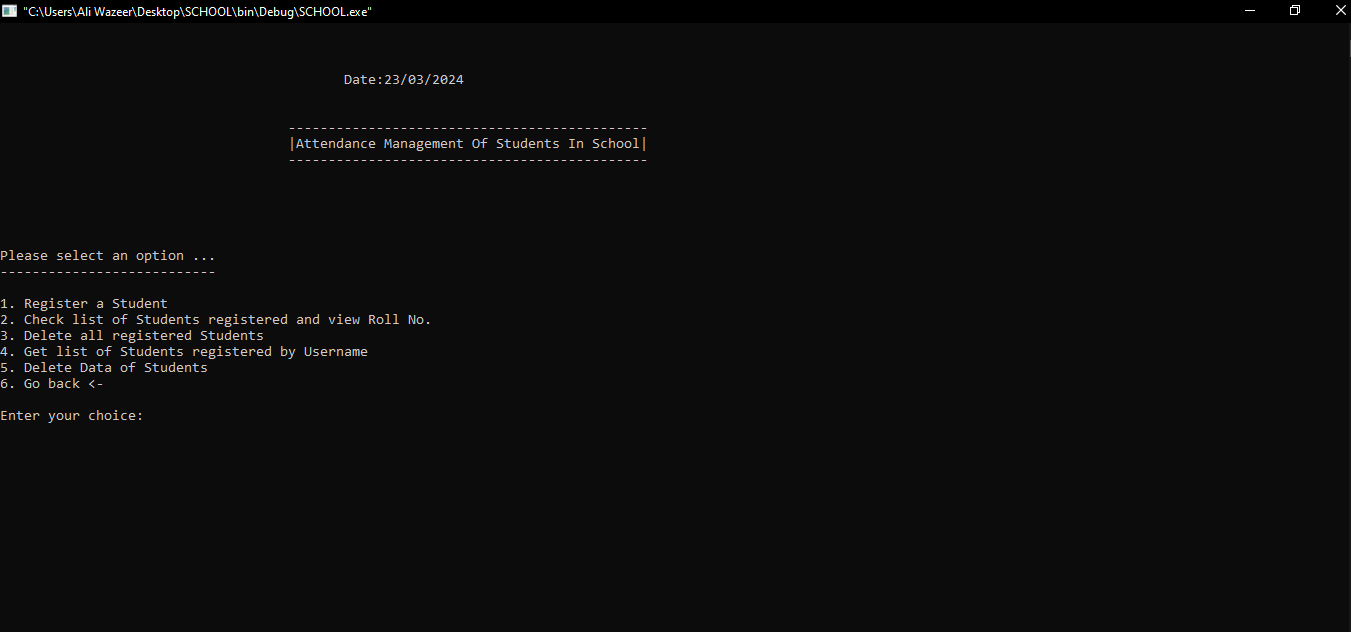 "C:\Users\Ali Wazeer\Desktop\SCHOOL\bin\Debug\SCHOOL.exe"
Date:23/03/2024
---------------------------------------------
|Attendance Management Of Students In School|
---------------------------------------------
Please select an option ...
---------------------------
1. Register a Student
2. Check list of Students registered and view Roll No.
3. Delete all registered Students
4. Get list of Students registered by Username
5. Delete Data of Students
6. Go back <-
Enter your choice: